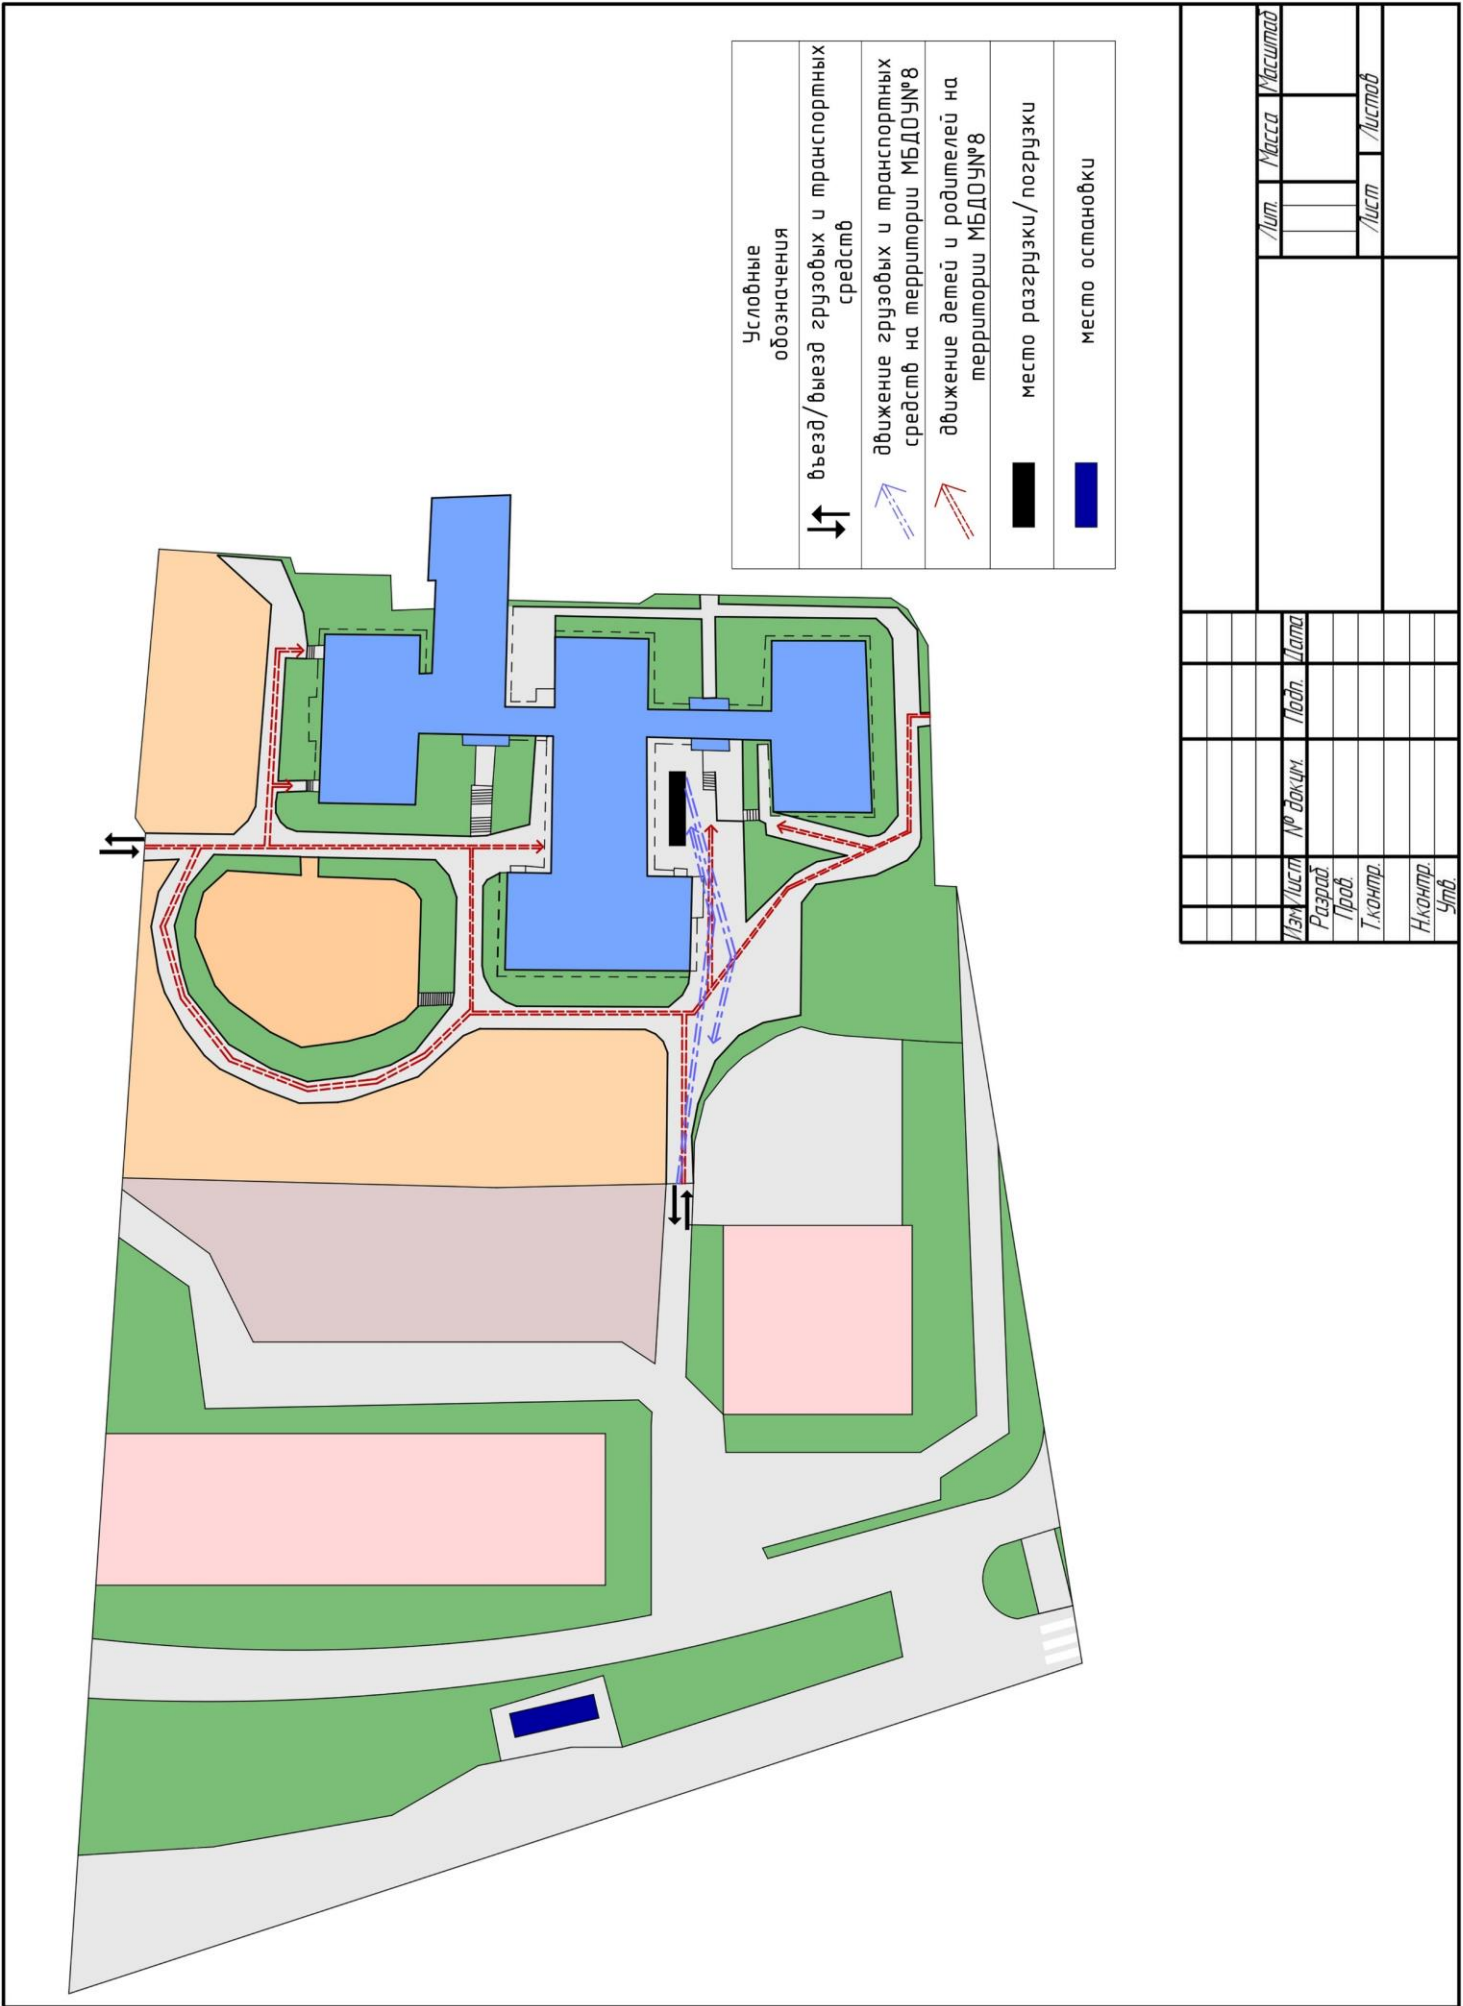 Условные
обозначения
въезд/выезд грузовых и транспортных
средств
движение грузовых и транспортных
средств на территории МБДОУ№8
движение детей и родителей на
территории МБДОУ№8
место разгрузки/погрузки
место остановки
Изм/Лист № докум. Подп. Дата
Разраб.
Пров.
Т.контр.
Н.контр.
Утв.
Лит. Масса Масштаб
Лист Листов